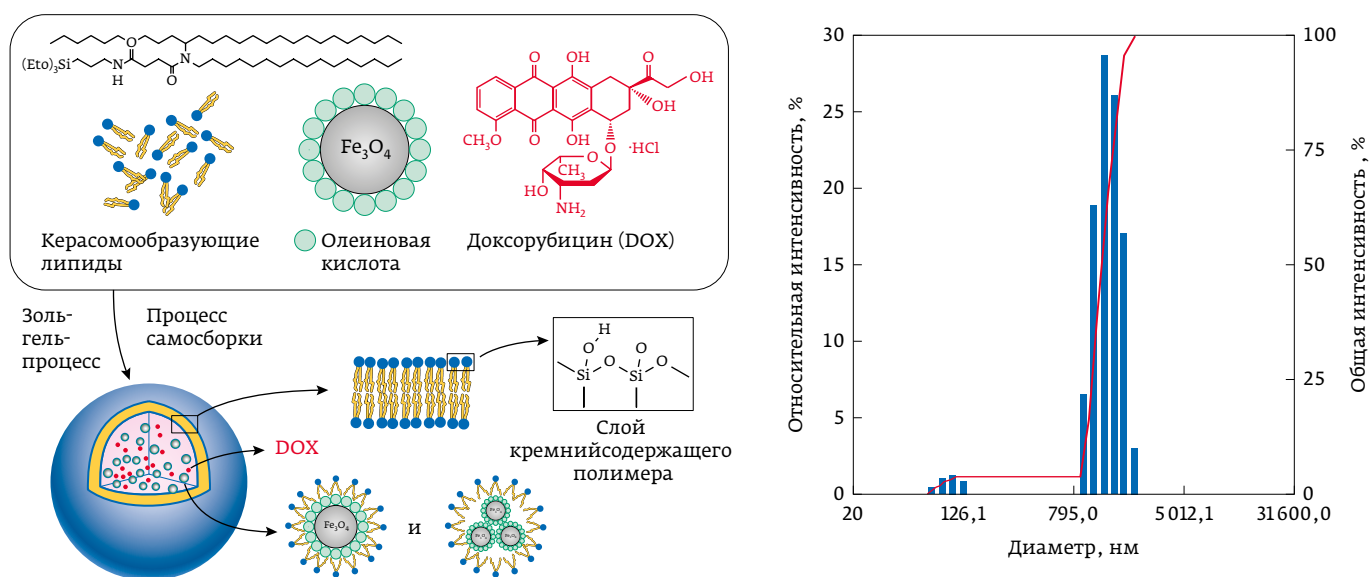 (Eto)₃Si
N
H
O
O
N
Fe₃O₄
O
OH
O
OH
OH
CH₃O
O
OH
O
·HCl
O
CH₃
HO
NH₂
Керасомообразующие
липиды
Олеиновая
кислота
Доксорубицин (DOX)
Золь-
гель-
процесс
Процесс
самосборки
H
O
O
O
O
Si
Si
Слой
кремнийсодержащего
полимера
DOX
Fe₃O₄
и
Fe₃O₄
Fe₃O₄
Fe₃O₄
Относительная интенсивность, %
30
25
20
15
10
5
0
100
75
50
25
0
Общая интенсивность, %
20
126,1
795,0
5 012,1
31 600,0
Диаметр, нм